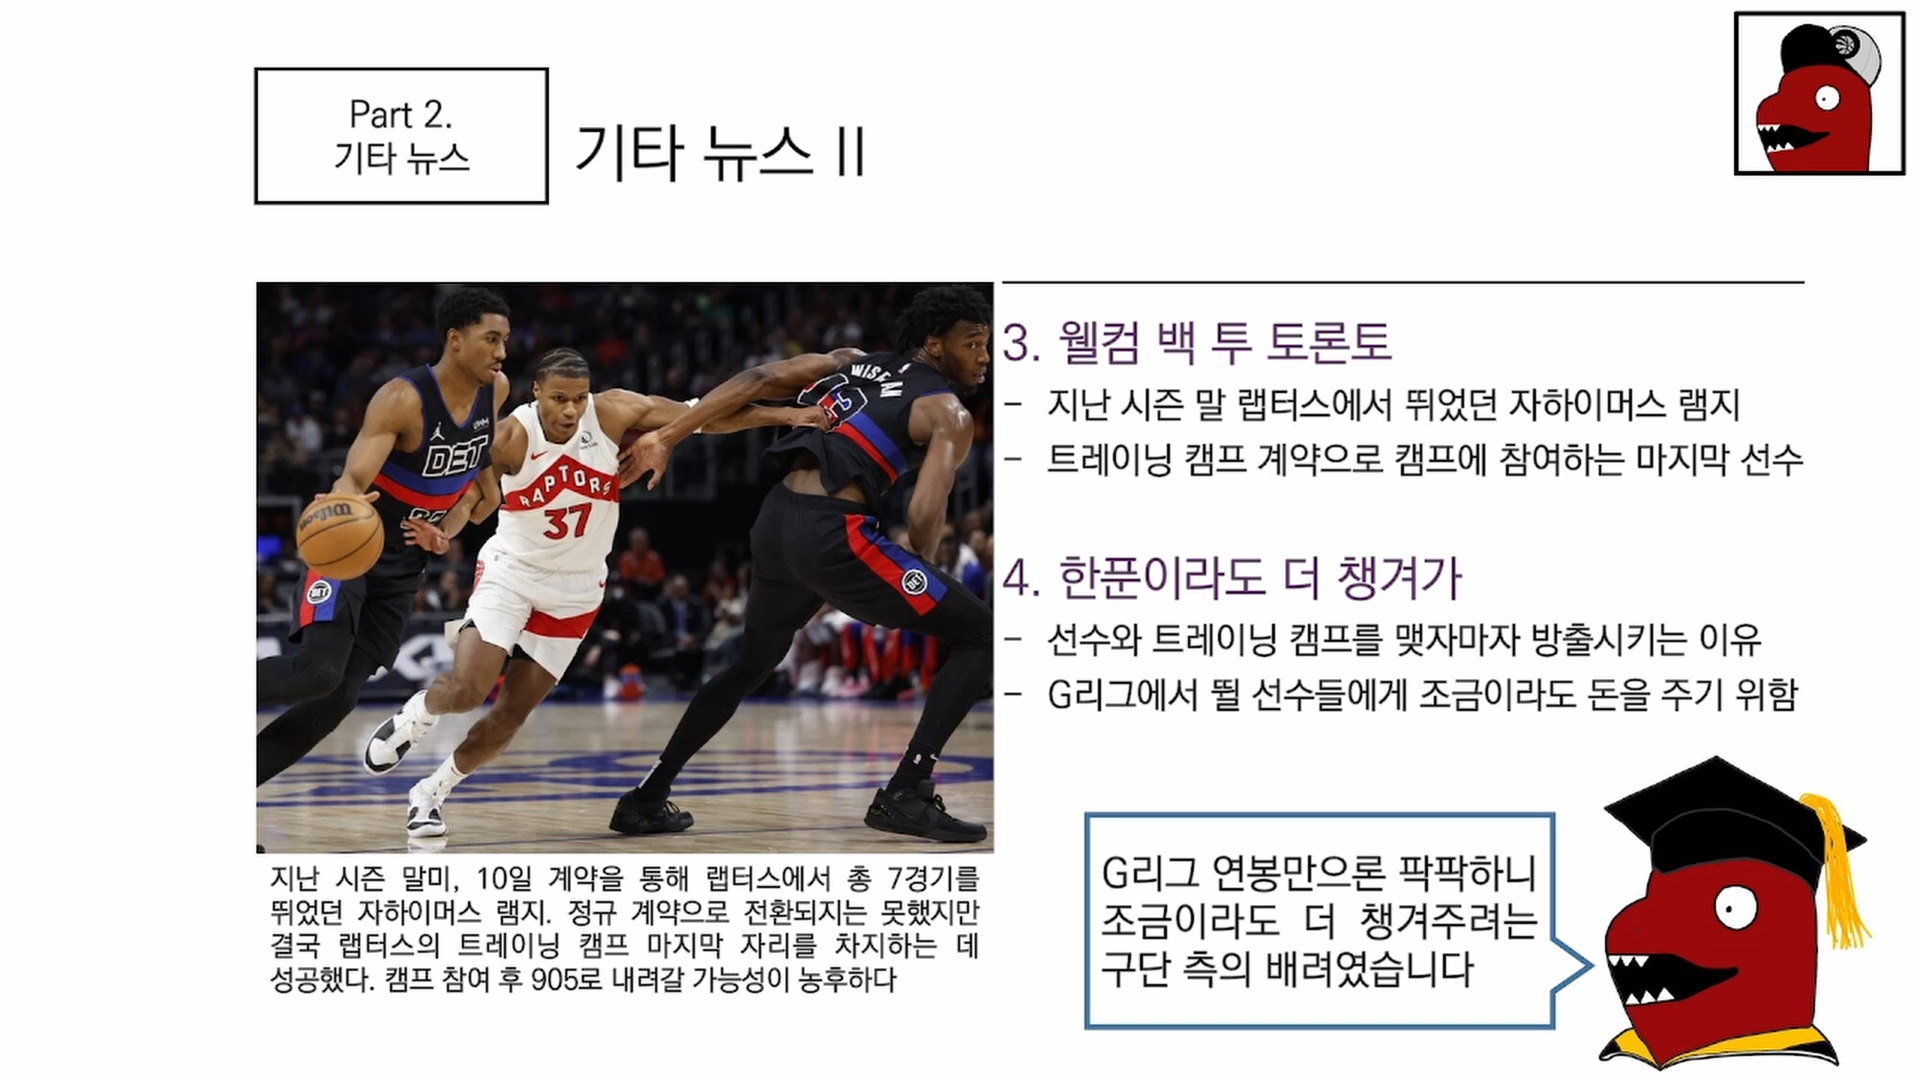 Part 2.
기타 뉴스
기타 뉴스 II
3. 웰컴 백 투 토론토
- 지난 시즌 말 랩터스에서 뛰었던 자하이머스 램지
- 트레이닝 캠프 계약으로 캠프에 참여하는 마지막 선수
4. 한푼이라도 더 챙겨가
- 선수와 트레이닝 캠프를 맺자마자 방출시키는 이유
- G리그에서 뛸 선수들에게 조금이라도 돈을 주기 위함
DET
RAPTORS
37
WISEMAN
DET
DET
지난 시즌 말미, 10일 계약을 통해 랩터스에서 총 7경기를
뛰었던 자하이머스 램지. 정규 계약으로 전환되지는 못했지만
결국 랩터스의 트레이닝 캠프 마지막 자리를 차지하는 데
성공했다. 캠프 참여 후 905로 내려갈 가능성이 농후하다
G리그 연봉만으론 팍팍하니
조금이라도 더 챙겨주려는
구단 측의 배려였습니다